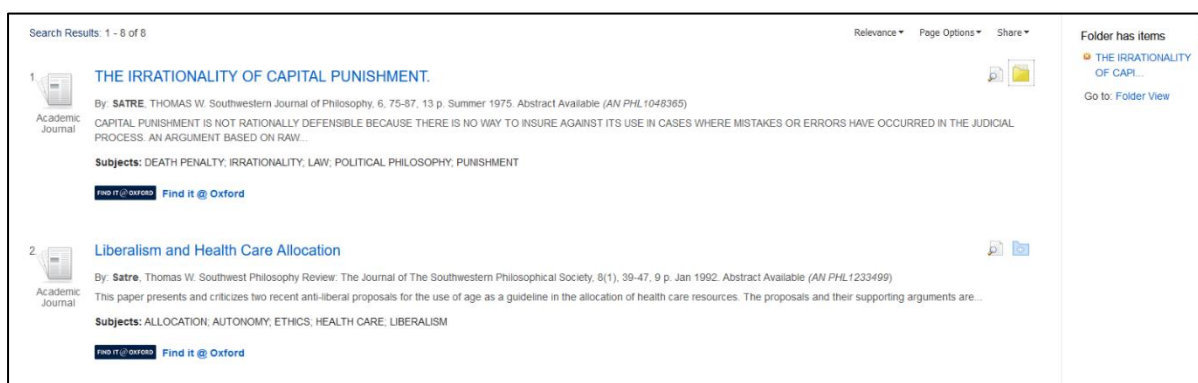 Search Results: 1 - 8 of 8
Relevance Page Options Share
1.
Academic
Journal
THE IRRATIONALITY OF CAPITAL PUNISHMENT.
By: SATRE, THOMAS W. Southwestern Journal of Philosophy, 6, 75-87, 13 p. Summer 1975. Abstract Available (AN PHL1048365)
CAPITAL PUNISHMENT IS NOT RATIONALLY DEFENSIBLE BECAUSE THERE IS NO WAY TO INSURE AGAINST ITS USE IN CASES WHERE MISTAKES OR ERRORS HAVE OCCURRED IN THE JUDICIAL
PROCESS. AN ARGUMENT BASED ON RAW...
Subjects: DEATH PENALTY; IRRATIONALITY; LAW; POLITICAL PHILOSOPHY; PUNISHMENT
FIND IT @ OXFORD Find it @ Oxford
2.
Academic
Journal
Liberalism and Health Care Allocation
By: Satre, Thomas W. Southwest Philosophy Review: The Journal of The Southwestern Philosophical Society, 8(1), 39-47, 9 p. Jan 1992. Abstract Available (AN PHL1233499)
This paper presents and criticizes two recent anti-liberal proposals for the use of age as a guideline in the allocation of health care resources. The proposals and their supporting arguments are...
Subjects: ALLOCATION; AUTONOMY; ETHICS; HEALTH CARE; LIBERALISM
FIND IT @ OXFORD Find it @ Oxford
Folder has items
THE IRRATIONALITY
OF CAPI...
Go to: Folder View